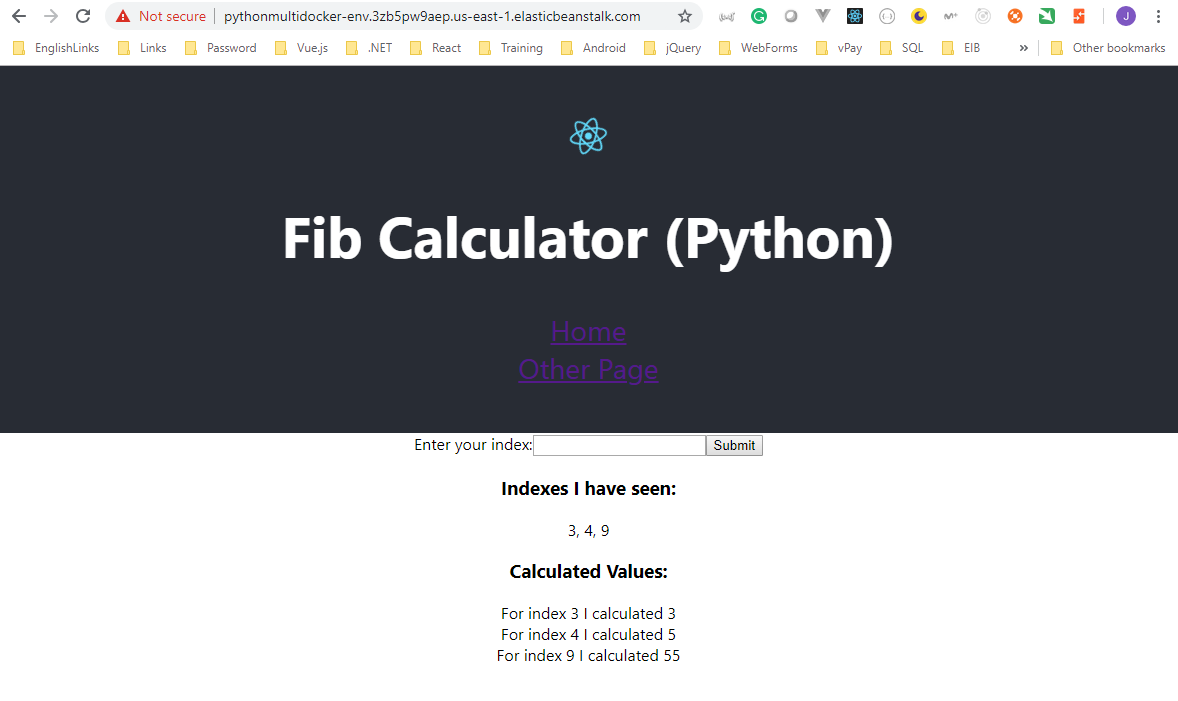 Not secure | pythonmultidocker-env.3zb5pw9aep.us-east-1.elasticbeanstalk.com
EnglishLinks Links Password Vue.js .NET React Training Android jQuery WebForms vPay SQL EIB » Other bookmarks
Fib Calculator (Python)
Home
Other Page
Enter your index: Submit
Indexes I have seen:
3, 4, 9
Calculated Values:
For index 3 I calculated 3
For index 4 I calculated 5
For index 9 I calculated 55